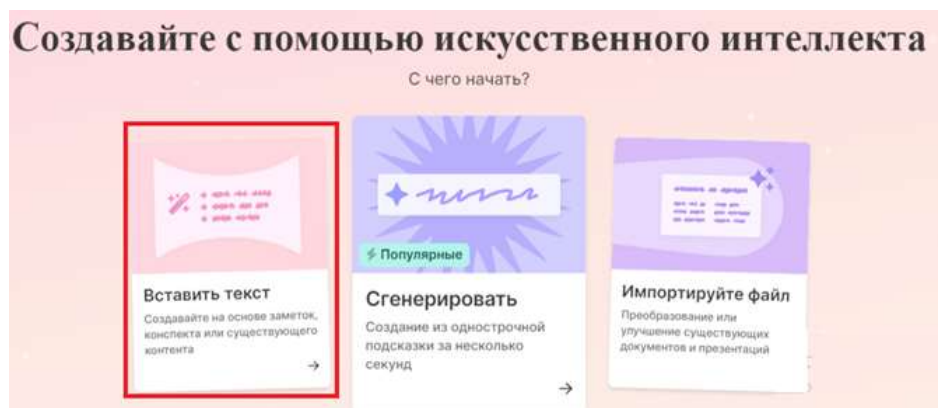 Создавайте с помощью искусственного интеллекта
С чего начать?
Вставить текст
Создавайте на основе заметок,
конспекта или существующего
контента
→
Популярные
Сгенерировать
Создание из однострочной
подсказки за несколько
секунд
→
Импортируйте файл
Преобразование или
улучшение существующих
документов и презентаций